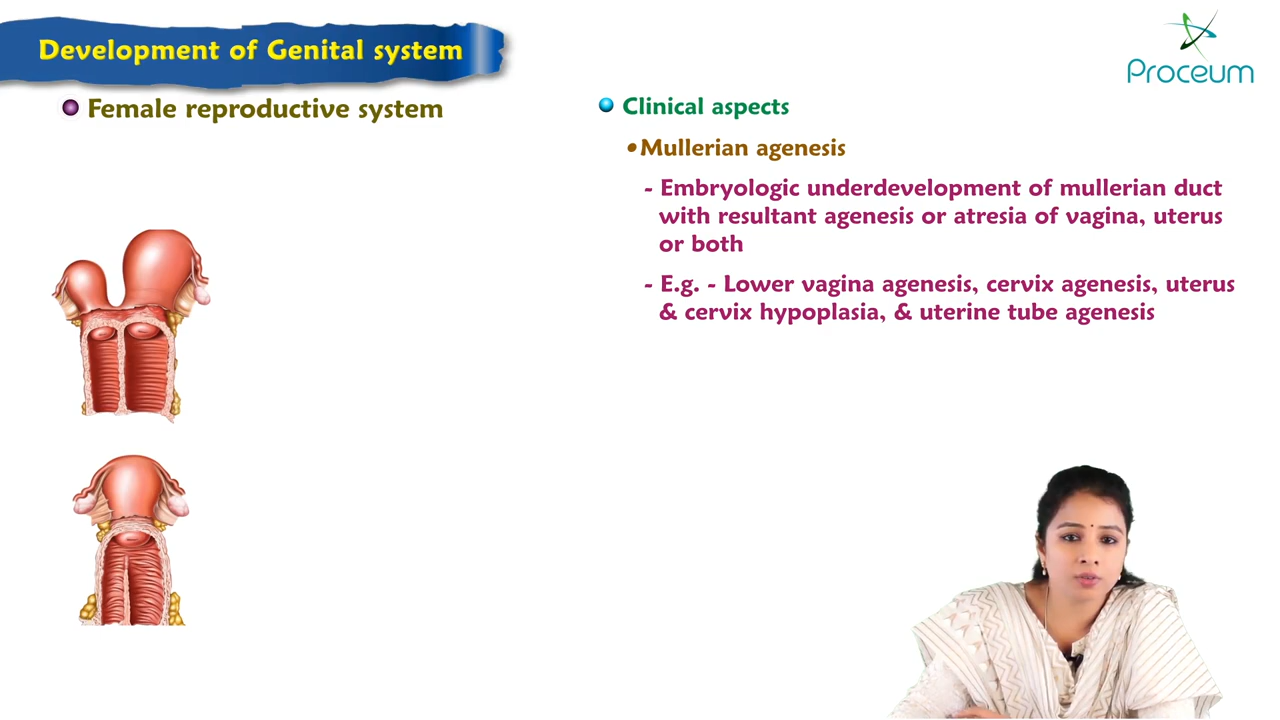 Development of Genital system
Proceum
Female reproductive system
Clinical aspects
•Mullerian agenesis
- Embryologic underdevelopment of mullerian duct
with resultant agenesis or atresia of vagina, uterus
or both
- E.g. - Lower vagina agenesis, cervix agenesis, uterus
& cervix hypoplasia, & uterine tube agenesis